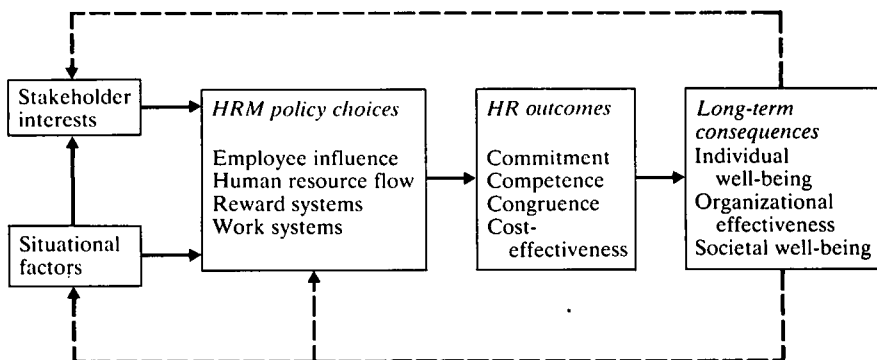 Stakeholder
interests
Situational
factors
HRM policy choices
Employee influence
Human resource flow
Reward systems
Work systems
HR outcomes
Commitment
Competence
Congruence
Cost-
effectiveness
Long-term
consequences
Individual
well-being
Organizational
effectiveness
Societal well-being